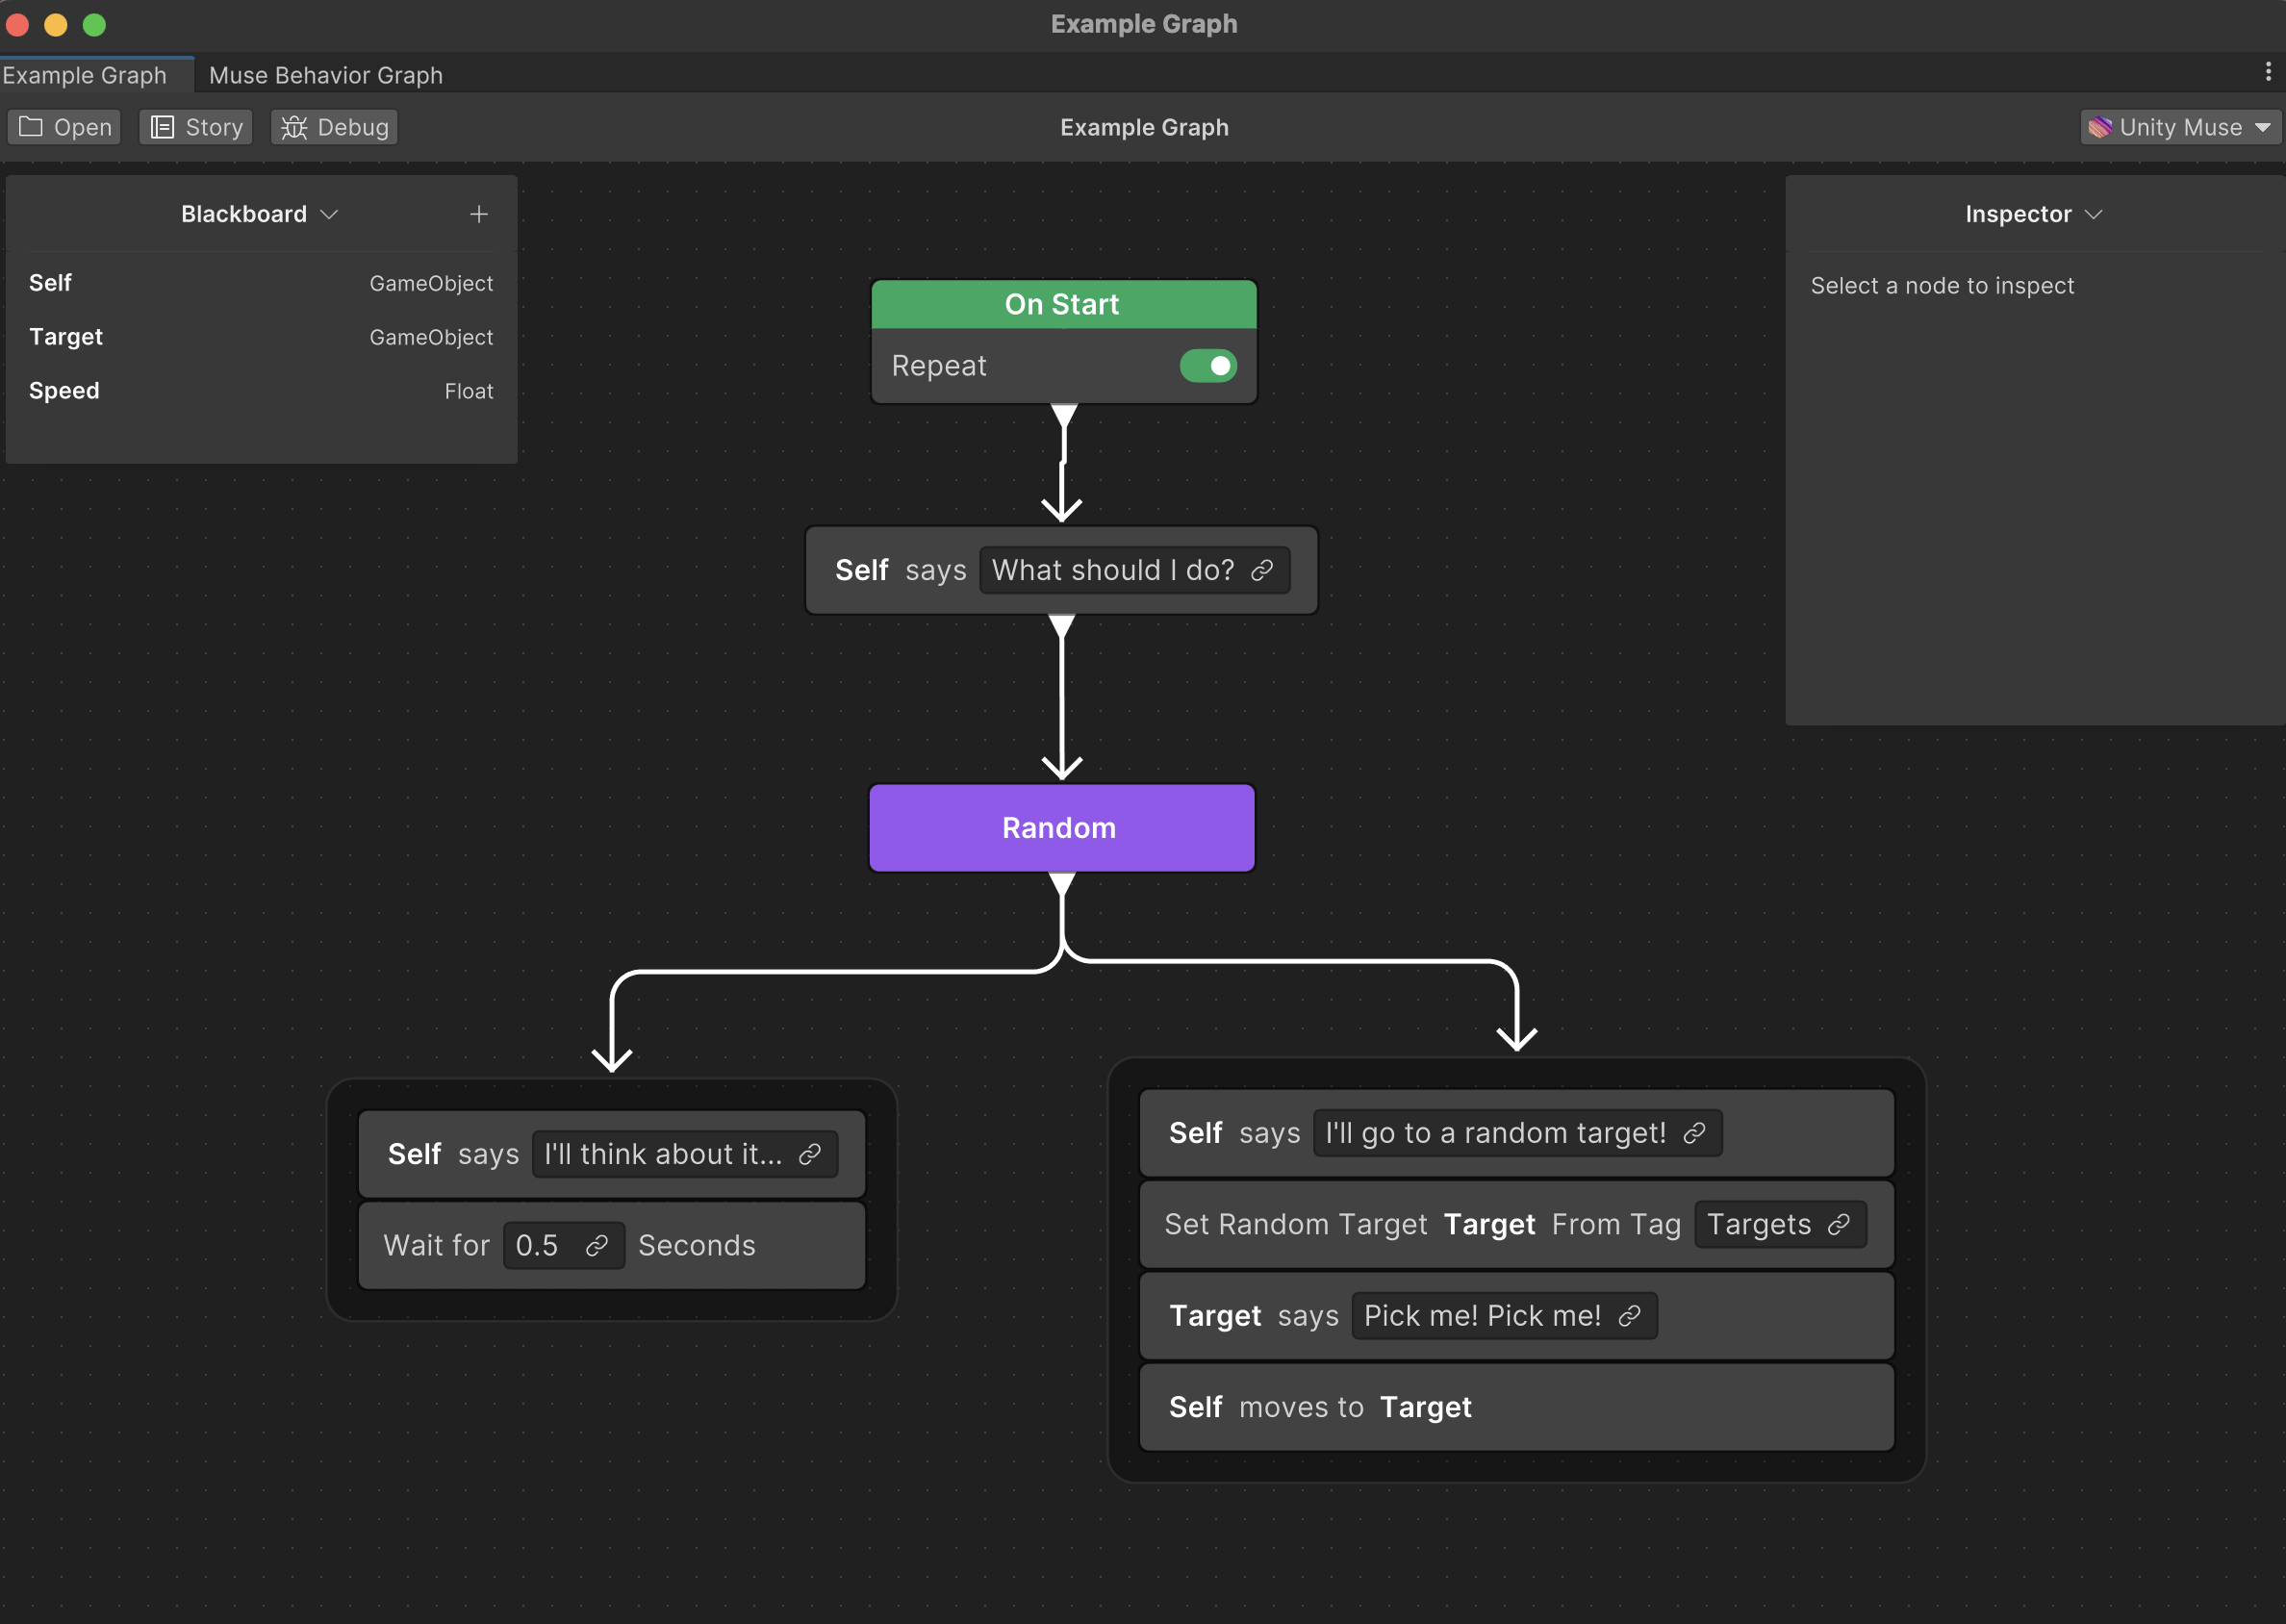 Example Graph
Example Graph
Muse Behavior Graph
Open
Story
Debug
Example Graph
Unity Muse
Blackboard
Self GameObject
Target GameObject
Speed Float
Inspector
Select a node to inspect
On Start
Repeat
Self says What should I do?
Random
Self says I'll think about it...
Wait for 0.5 Seconds
Self says I'll go to a random target!
Set Random Target Target From Tag Targets
Target says Pick me! Pick me!
Self moves to Target